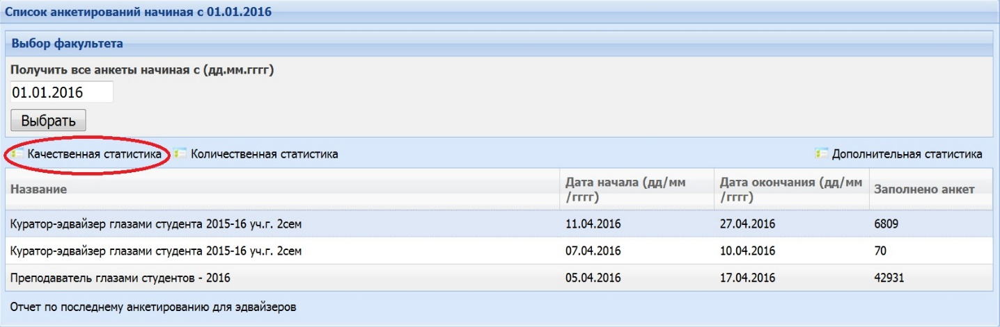 Список анкетирований начиная с 01.01.2016
Выбор факультета
Получить все анкеты начиная с (дд.мм.гггг)
01.01.2016
Выбрать
Качественная статистика Количественная статистика Дополнительная статистика
Название Дата начала (дд/мм Дата окончания (дд/мм Заполнено анкет
/гггг) /гггг)
Куратор-эдвайзер глазами студента 2015-16 уч.г. 2сем 11.04.2016 27.04.2016 6809
Куратор-эдвайзер глазами студента 2015-16 уч.г. 2сем 07.04.2016 10.04.2016 70
Преподаватель глазами студентов - 2016 05.04.2016 17.04.2016 42931
Отчет по последнему анкетированию для эдвайзеров